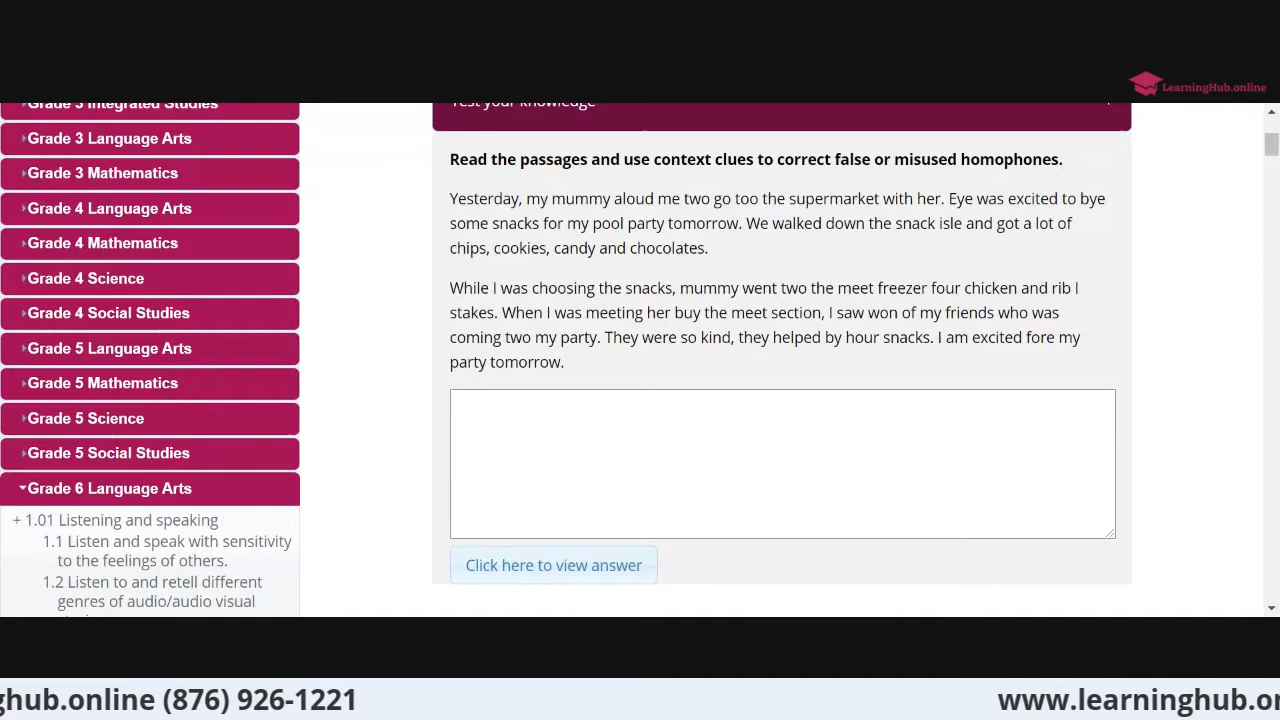 LearningHub.online
Grade 3 Integrated Studies
Grade 3 Language Arts
Grade 3 Mathematics
Grade 4 Language Arts
Grade 4 Mathematics
Grade 4 Science
Grade 4 Social Studies
Grade 5 Language Arts
Grade 5 Mathematics
Grade 5 Science
Grade 5 Social Studies
Grade 6 Language Arts
+ 1.01 Listening and speaking
1.1 Listen and speak with sensitivity
to the feelings of others.
1.2 Listen to and retell different
genres of audio/audio visual
Test your knowledge
Read the passages and use context clues to correct false or misused homophones.
Yesterday, my mummy aloud me two go too the supermarket with her. Eye was excited to bye
some snacks for my pool party tomorrow. We walked down the snack isle and got a lot of
chips, cookies, candy and chocolates.
While I was choosing the snacks, mummy went two the meet freezer four chicken and rib I
stakes. When I was meeting her buy the meet section, I saw won of my friends who was
coming two my party. They were so kind, they helped by hour snacks. I am excited fore my
party tomorrow.
Click here to view answer
ghub.online (876) 926-1221
www.learninghub.on